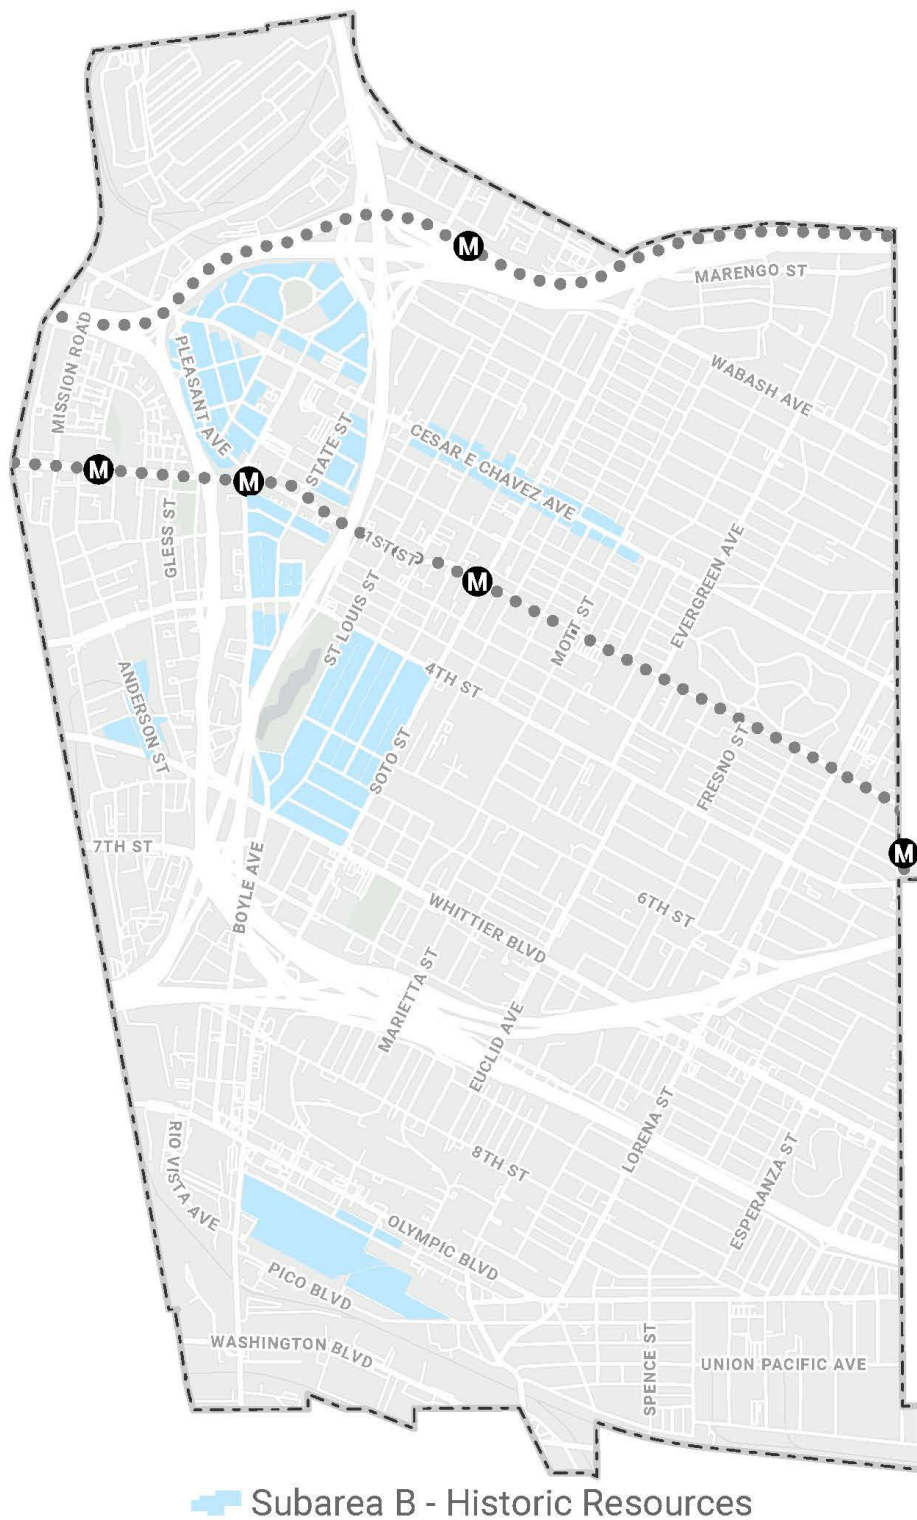 M
MARENGO ST
MISSION ROAD
PLEASANT AVE
WABASH AVE
STATE ST
CESAR E CHAVEZ AVE
M
M
GLESS ST
1ST ST
M
EVERGREEN AVE
ST LOUIS ST
MOTT ST
4TH ST
ANDERSON ST
SOTO ST
FRESNO ST
7TH ST
M
BOYLE AVE
WHITTIER BLVD
6TH ST
MARIETTA ST
EUCLID AVE
LORENA ST
RIO VISTA AVE
8TH ST
ESPERANZA ST
OLYMPIC BLVD
PICO BLVD
WASHINGTON BLVD
SPENCE ST
UNION PACIFIC AVE
Subarea B - Historic Resources